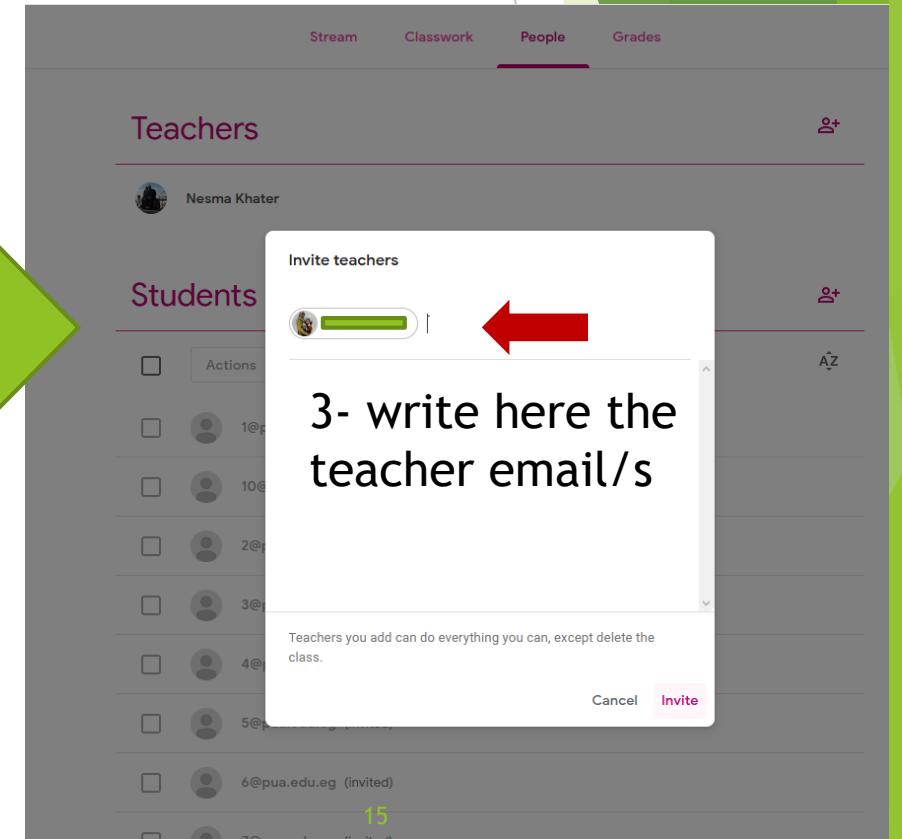 Stream Classwork People Grades
Teachers
Nesma Khater
Invite teachers
Students
Actions
AZ
3- write here the
teacher email/s
1@p
10@
2@p
3@p
4@p
5@p
6@pua.edu.eg (invited)
Teachers you add can do everything you can, except delete the
class.
Cancel Invite
15